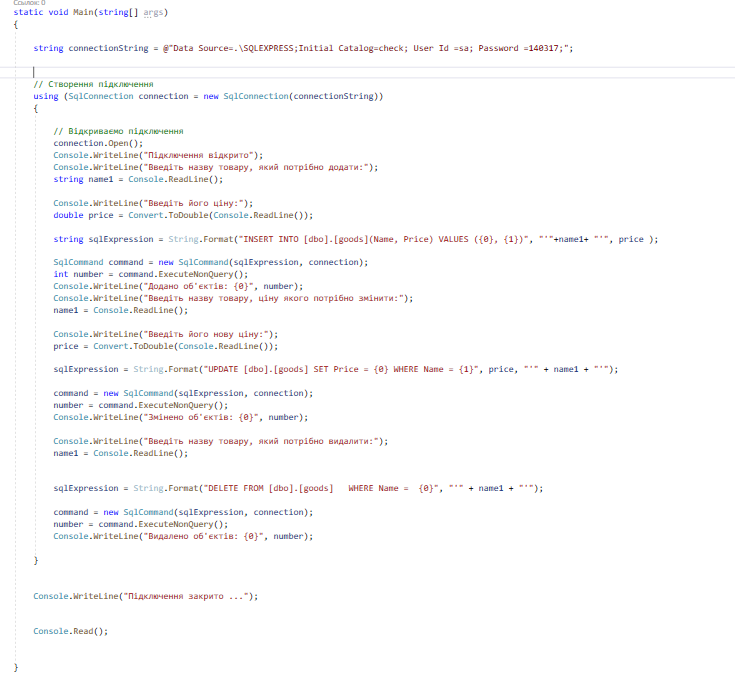 Ссылок: 0
static void Main(string[] args)
{
string connectionString = @"Data Source=.\SQLEXPRESS;Initial Catalog=check; User Id =sa; Password =140317;";
// Створення підключення
using (SqlConnection connection = new SqlConnection(connectionString))
{
// Відкриваємо підключення
connection.Open();
Console.WriteLine("Підключення відкрито");
Console.WriteLine("Введіть назву товару, який потрібно додати:");
string name1 = Console.ReadLine();
Console.WriteLine("Введіть його ціну:");
double price = Convert.ToDouble(Console.ReadLine());
string sqlExpression = String.Format("INSERT INTO [dbo].[goods](Name, Price) VALUES ({0}, {1})", "'"+name1+ "'", price );
SqlCommand command = new SqlCommand(sqlExpression, connection);
int number = command.ExecuteNonQuery();
Console.WriteLine("Додано об'єктів: {0}", number);
Console.WriteLine("Введіть назву товару, ціну якого потрібно змінити:");
name1 = Console.ReadLine();
Console.WriteLine("Введіть його нову ціну:");
price = Convert.ToDouble(Console.ReadLine());
sqlExpression = String.Format("UPDATE [dbo].[goods] SET Price = {0} WHERE Name = {1}", price, "'" + name1 + "'");
command = new SqlCommand(sqlExpression, connection);
number = command.ExecuteNonQuery();
Console.WriteLine("Змінено об'єктів: {0}", number);
Console.WriteLine("Введіть назву товару, який потрібно видалити:");
name1 = Console.ReadLine();
sqlExpression = String.Format("DELETE FROM [dbo].[goods]   WHERE Name =  {0}", "'" + name1 + "'");
command = new SqlCommand(sqlExpression, connection);
number = command.ExecuteNonQuery();
Console.WriteLine("Видалено об'єктів: {0}", number);
}
Console.WriteLine("Підключення закрито ...");
Console.Read();
}